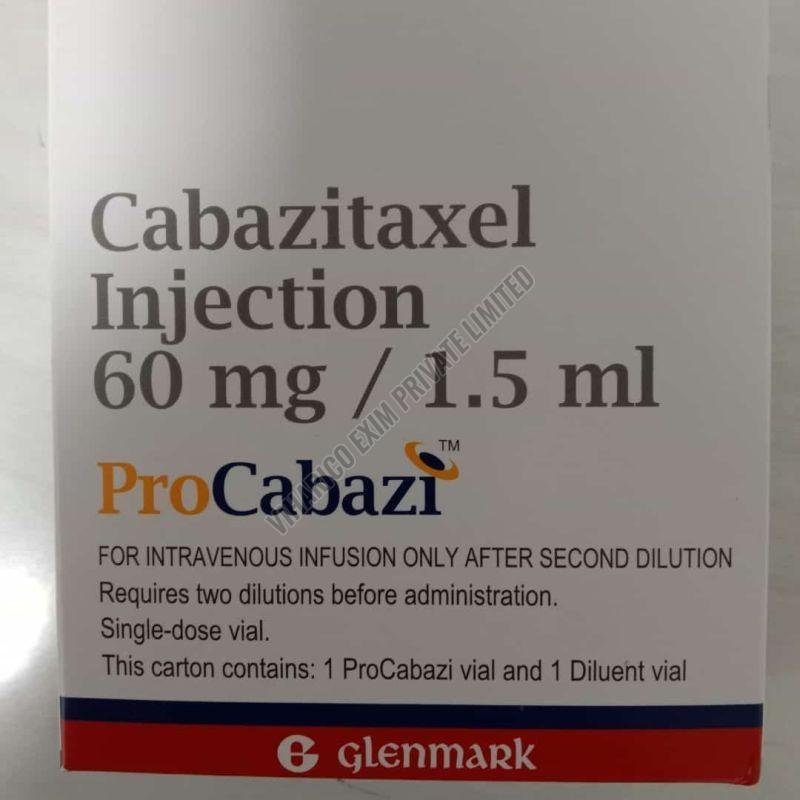 Cabazitaxel
Injection
60 mg / 1.5 ml
ProCabazi™
FOR INTRAVENOUS INFUSION ONLY AFTER SECOND DILUTION
Requires two dilutions before administration.
Single-dose vial.
This carton contains: 1 ProCabazi vial and 1 Diluent vial
glenmark